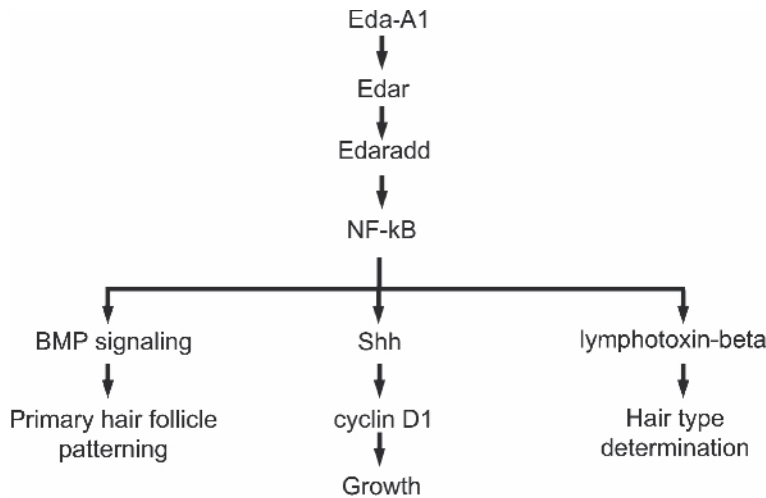 Eda-A1
Edar
Edaradd
NF-kB
BMP signaling
Shh
lymphotoxin-beta
Primary hair follicle
patterning
cyclin D1
Hair type
determination
Growth